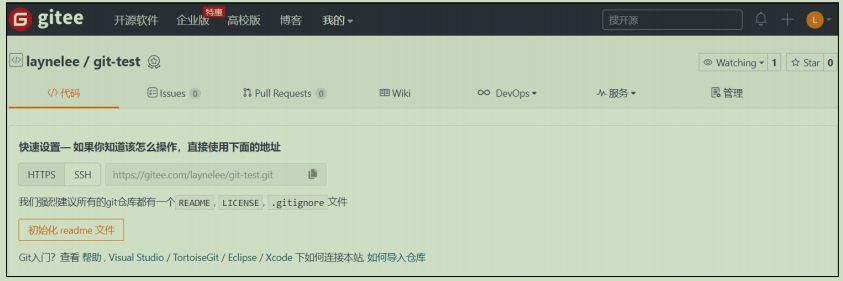 gitee 开源软件 企业版 特惠 高校版 博客 我的 搜开源 L
laynelee / git-test Watching 1 Star 0
代码 Issues 0 Pull Requests 0 Wiki DevOps 服务 管理
快速设置— 如果你知道该怎么操作，直接使用下面的地址
HTTPS SSH https://gitee.com/laynelee/git-test.git
我们强烈建议所有的git仓库都有一个 README, LICENSE, .gitignore 文件
初始化 readme 文件
Git入门？查看 帮助 , Visual Studio / TortoiseGit / Eclipse / Xcode 下如何连接本站, 如何导入仓库